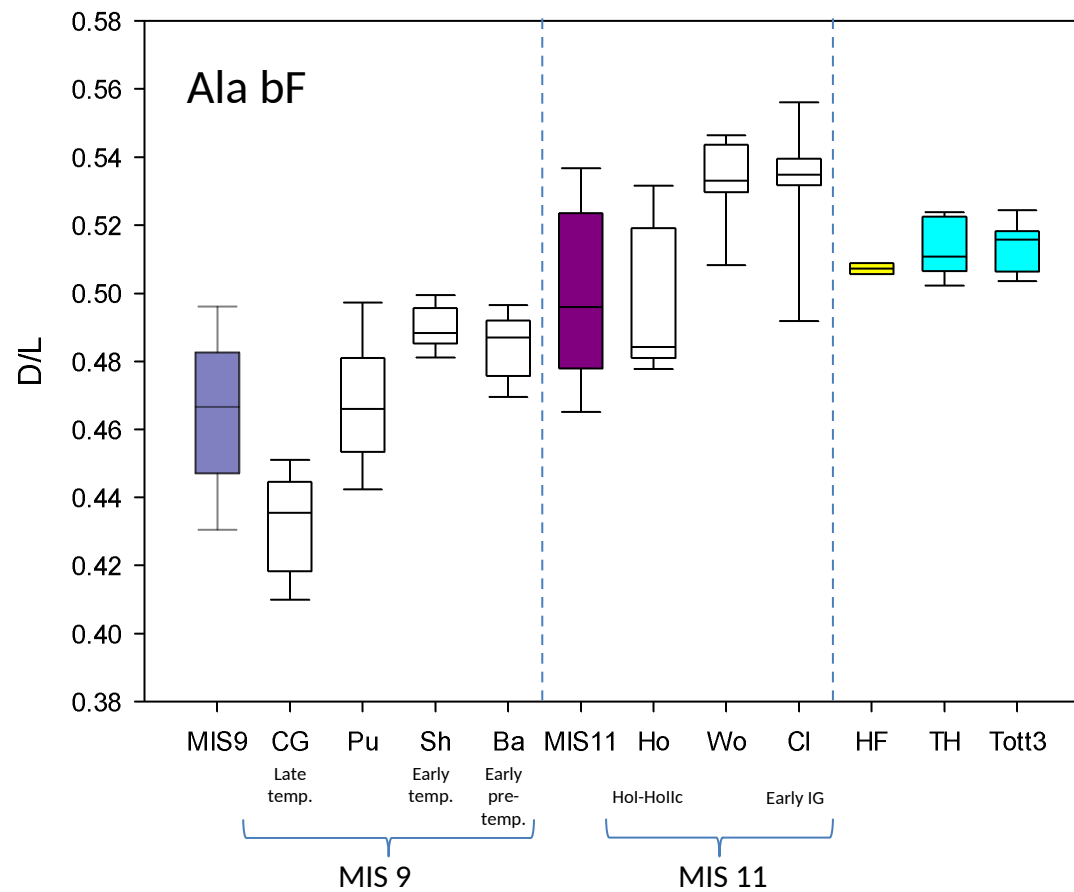 Ala bF
D/L
0.58
0.56
0.54
0.52
0.50
0.48
0.46
0.44
0.42
0.40
0.38
MIS9 CG Pu Sh Ba MIS11 Ho Wo Cl HF TH Tott3
Late
temp.
Early
temp.
Early
pre-
temp.
HoI-HoIIc
Early IG
MIS 9
MIS 11